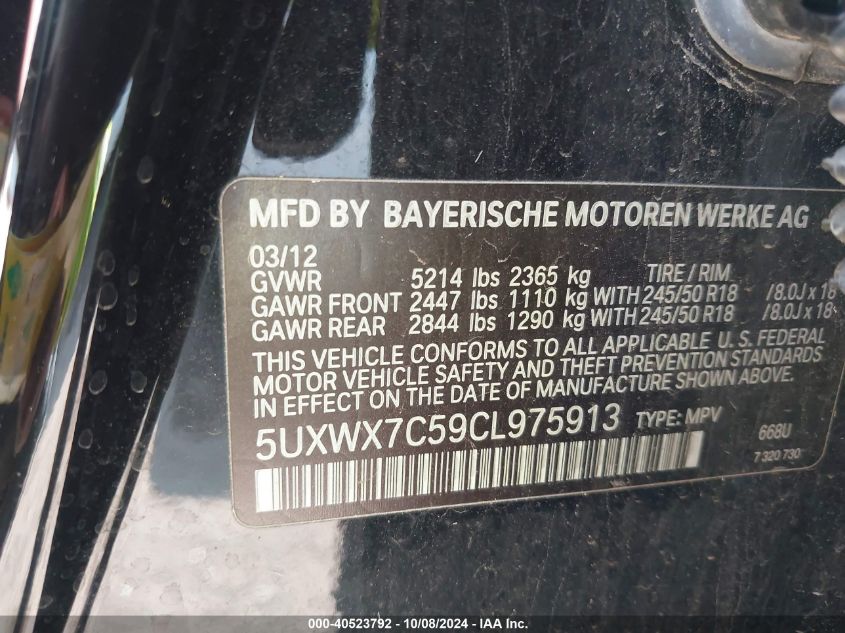 MFD BY BAYERISCHE MOTOREN WERKE AG
03/12
GVWR 5214 lbs 2365 kg TIRE / RIM
GAWR FRONT 2447 lbs 1110 kg WITH 245/50 R18 /8.0J x 18
GAWR REAR 2844 lbs 1290 kg WITH 245/50 R18 /8.0J x 18
THIS VEHICLE CONFORMS TO ALL APPLICABLE U. S. FEDERAL
MOTOR VEHICLE SAFETY AND THEFT PREVENTION STANDARDS
IN EFFECT ON THE DATE OF MANUFACTURE SHOWN ABOVE.
5UXWX7C59CL975913 TYPE: MPV 668U
7 320 730
000-40523792 - 10/08/2024 - IAA Inc.